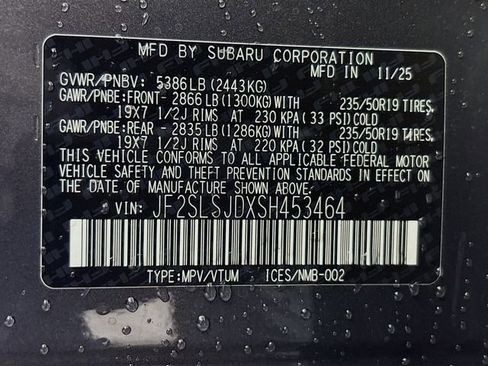 MFD BY SUBARU CORPORATION
MFD IN 11/25
GVWR/PNBV: 5386LB(2443KG)
GAWR/PNBE:FRONT- 2866LB(1300KG)WITH 235/50R19 TIRES,
19X7 1/2J RIMS AT 230 KPA (33 PSI)COLD
GAWR/PNBE:REAR - 2835LB(1286KG)WITH 235/50R19 TIRES,
19X7 1/2J RIMS AT 220 KPA (32 PSI)COLD
THIS VEHICLE CONFORMS TO ALL APPLICABLE FEDERAL MOTOR
VEHICLE SAFETY AND THEFT PREVENTION STANDARDS IN EFFECT ON
THE DATE OF MANUFACTURE SHOWN ABOVE.
VIN: JF2SLSJDXSH453464
TYPE:MPV/VTUM ICES/NMB-002